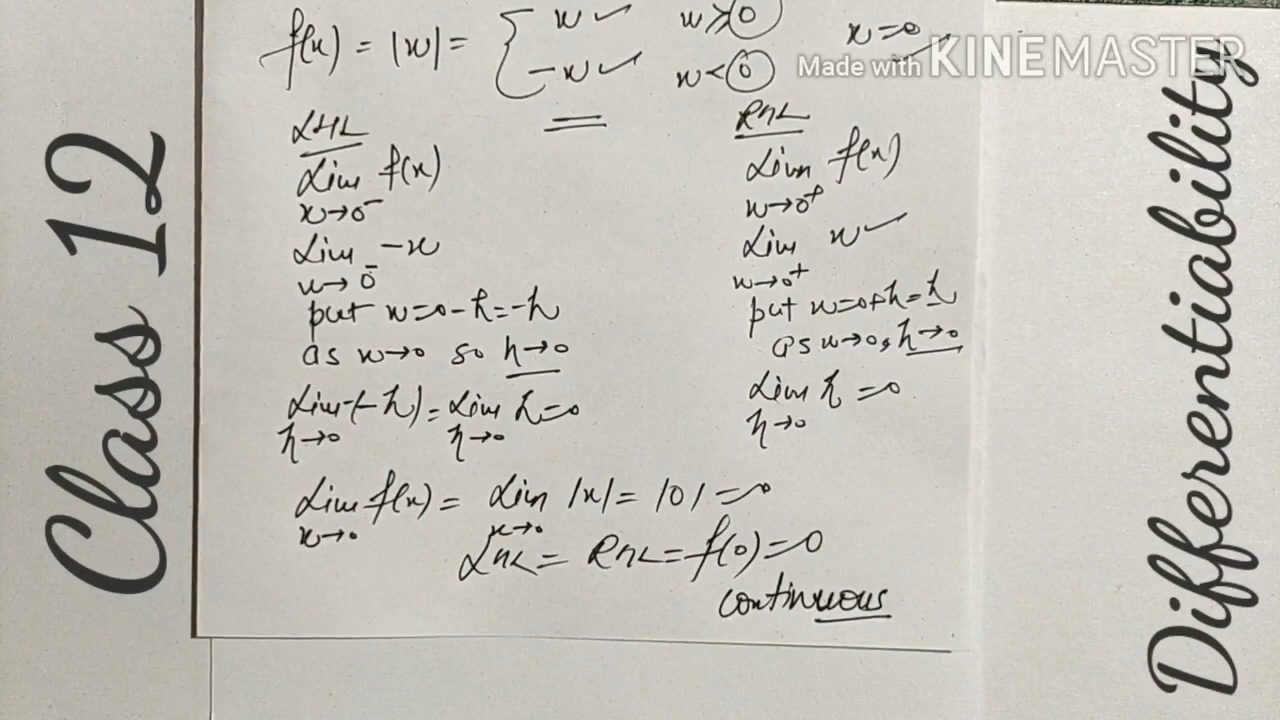 Class 12
f(x) = |x| = { x ✓ x ≥ 0
-x ✓ x < 0
x = 0
Made with KINEMASTER
LHL
Lim f(x)
x→0⁻
Lim -x
x→0⁻
put x=0-h=-h
as x→0 so h→0
Lim -(-h) = Lim h=0
h→0 h→0
RHL
Lim f(x)
x→0⁺
Lim x ✓
x→0⁺
put x=0+h=h
as x→0, h→0
Lim h =0
h→0
Lim f(x) = Lim |x| = |0| = 0
x→0 x→0
LHL = RHL = f(0) = 0
continuous
Differentiability